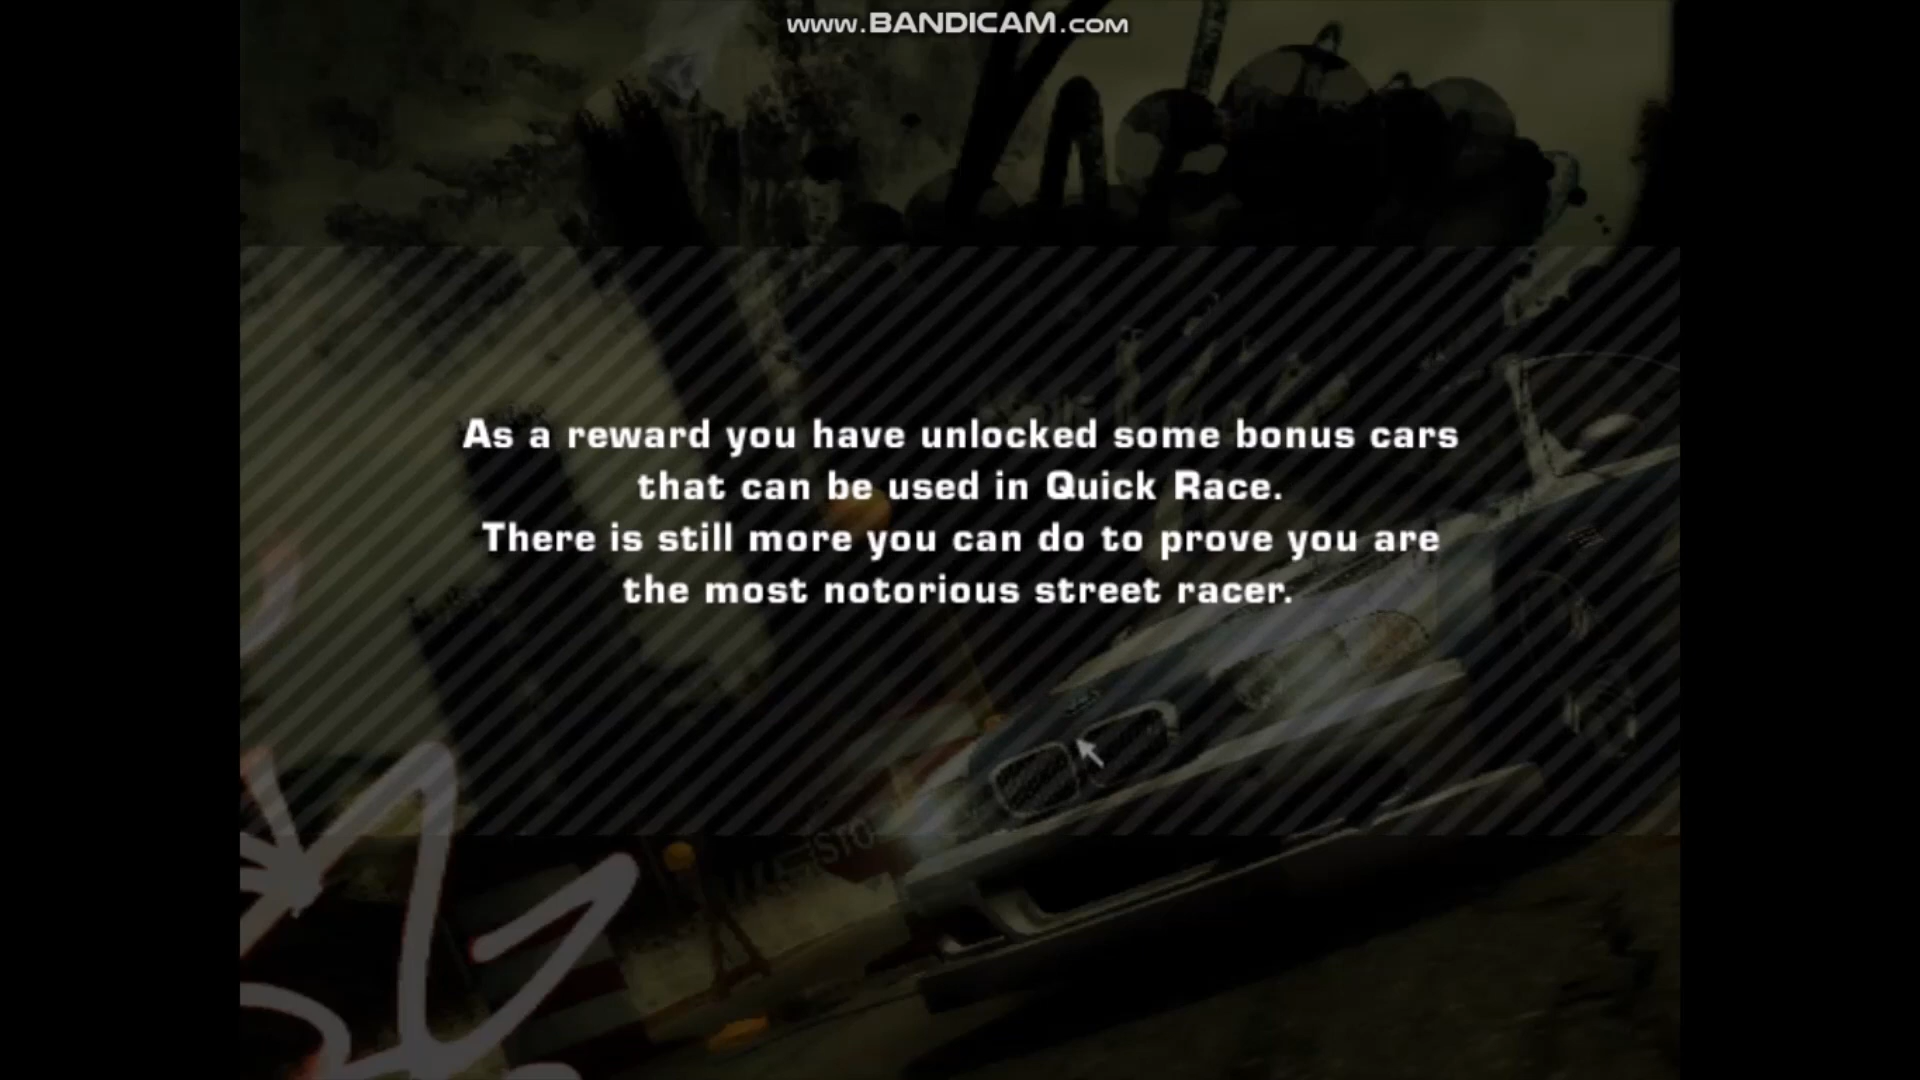 www.BANDICAM.com
As a reward you have unlocked some bonus cars
that can be used in Quick Race.
There is still more you can do to prove you are
the most notorious street racer.
STO